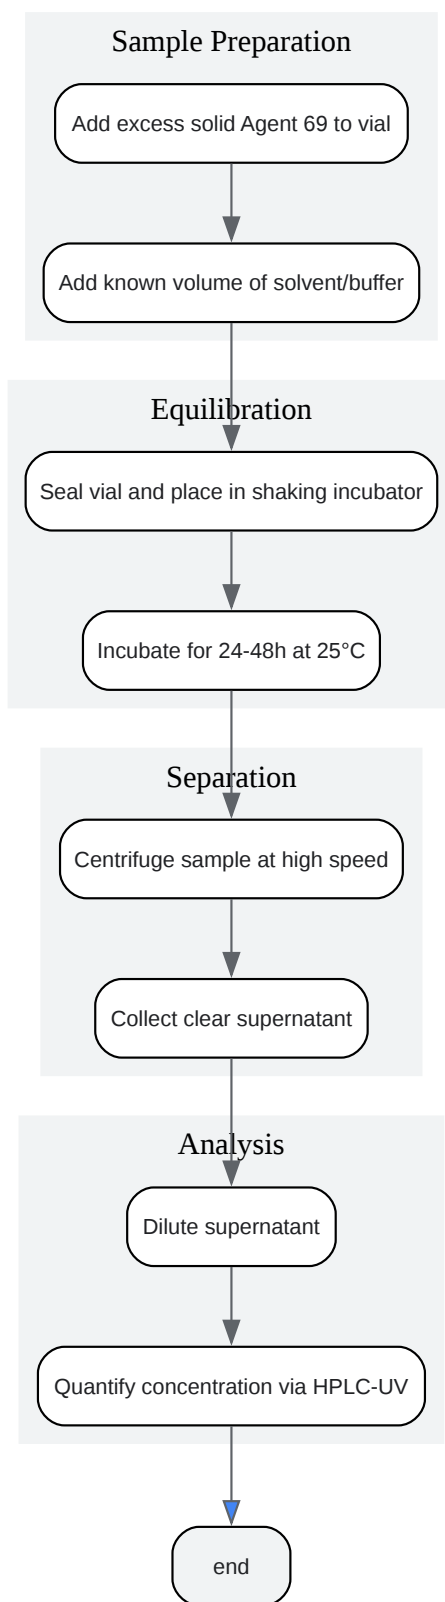 Sample Preparation
Add excess solid Agent 69 to vial
Add known volume of solvent/buffer
Equilibration
Seal vial and place in shaking incubator
Incubate for 24-48h at 25°C
Separation
Centrifuge sample at high speed
Collect clear supernatant
Analysis
Dilute supernatant
Quantify concentration via HPLC-UV
end